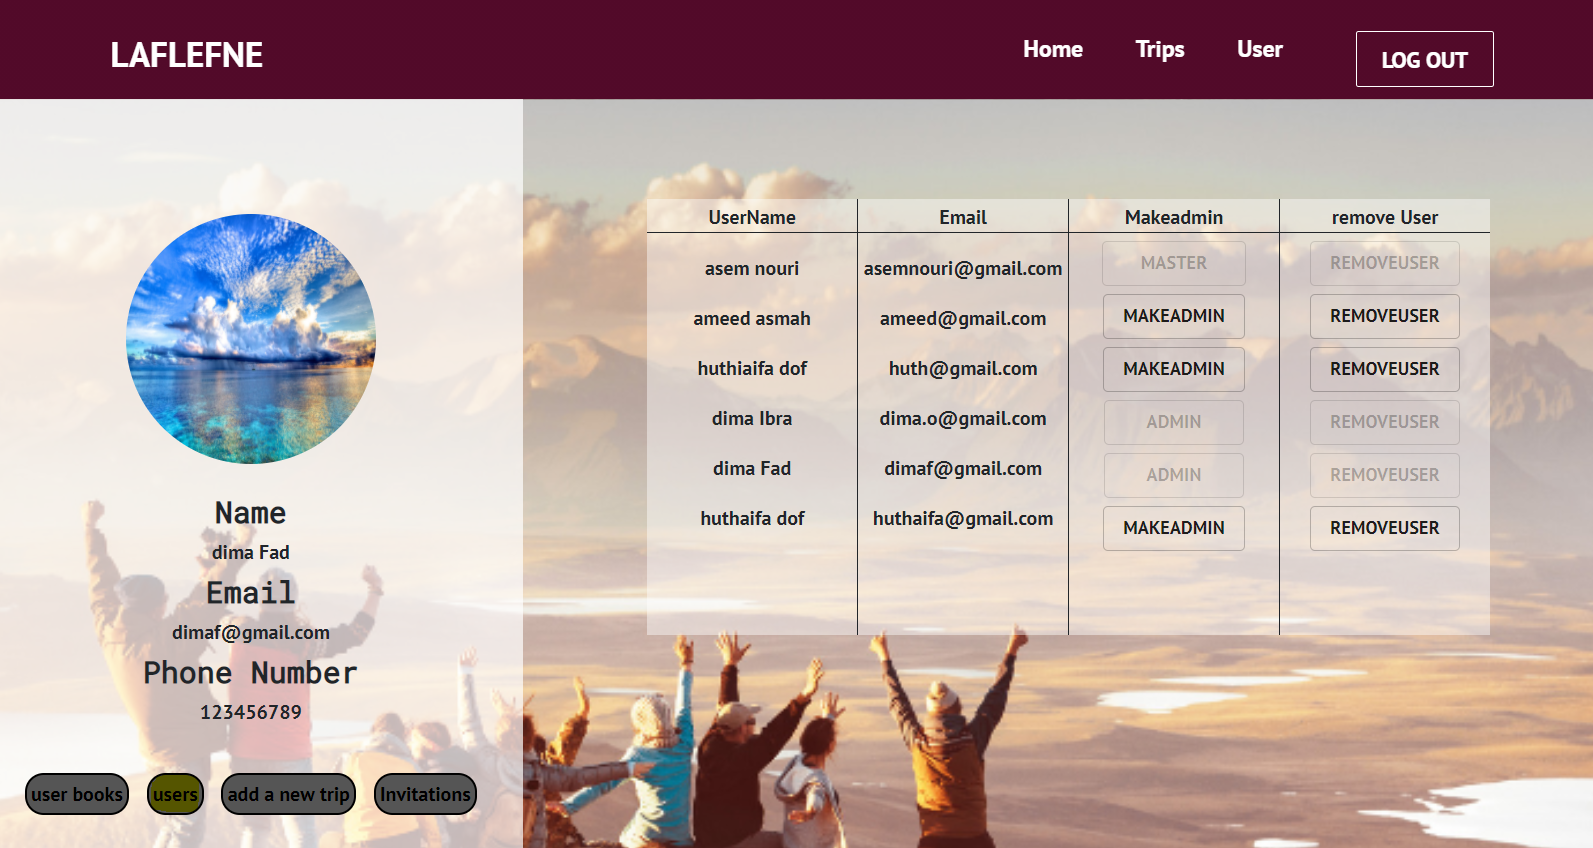 LAFLEFNE
Home Trips User LOG OUT
Name
dima Fad
Email
dimaf@gmail.com
Phone Number
123456789
user books users add a new trip Invitations
UserName Email Makeadmin remove User
asem nouri asemnouri@gmail.com MASTER REMOVEUSER
ameed asmah ameed@gmail.com MAKEADMIN REMOVEUSER
huthiaifa dof huth@gmail.com MAKEADMIN REMOVEUSER
dima Ibra dima.o@gmail.com ADMIN REMOVEUSER
dima Fad dimaf@gmail.com ADMIN REMOVEUSER
huthaifa dof huthaifa@gmail.com MAKEADMIN REMOVEUSER